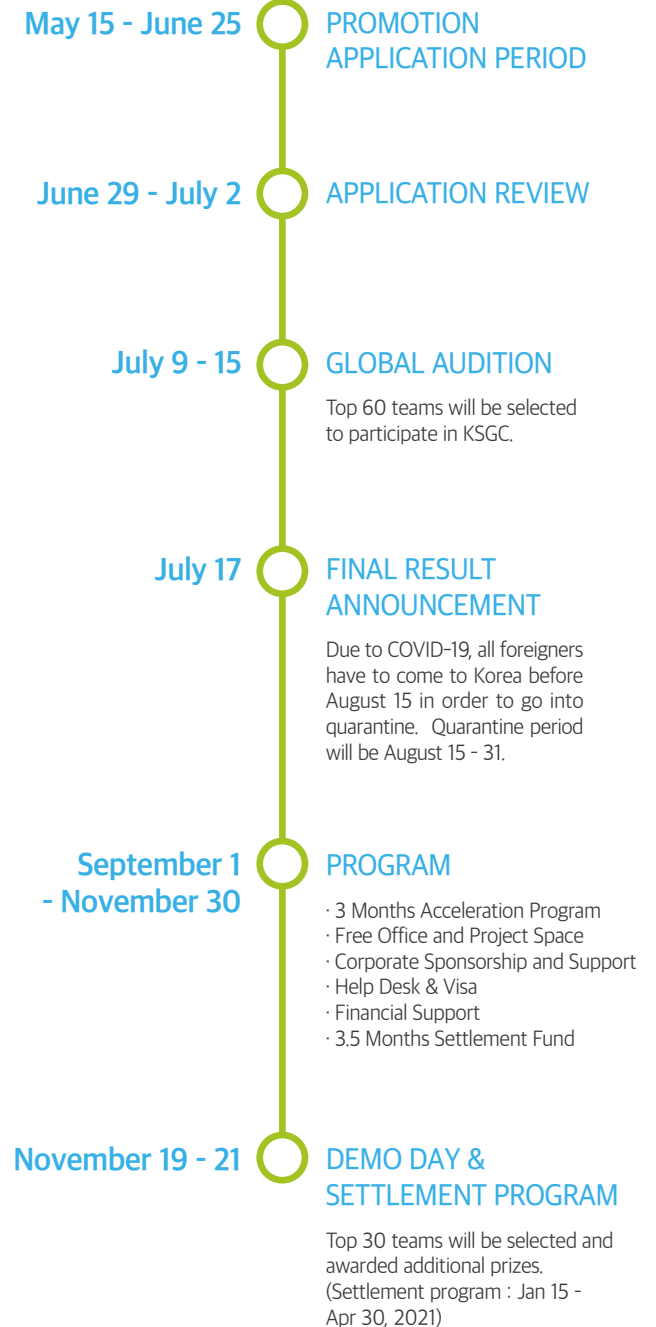 May 15 - June 25
PROMOTION
APPLICATION PERIOD
June 29 - July 2
APPLICATION REVIEW
July 9 - 15
GLOBAL AUDITION
Top 60 teams will be selected
to participate in KSGC.
July 17
FINAL RESULT
ANNOUNCEMENT
Due to COVID-19, all foreigners
have to come to Korea before
August 15 in order to go into
quarantine. Quarantine period
will be August 15 - 31.
September 1
- November 30
PROGRAM
· 3 Months Acceleration Program
· Free Office and Project Space
· Corporate Sponsorship and Support
· Help Desk & Visa
· Financial Support
· 3.5 Months Settlement Fund
November 19 - 21
DEMO DAY &
SETTLEMENT PROGRAM
Top 30 teams will be selected and
awarded additional prizes.
(Settlement program : Jan 15 -
Apr 30, 2021)